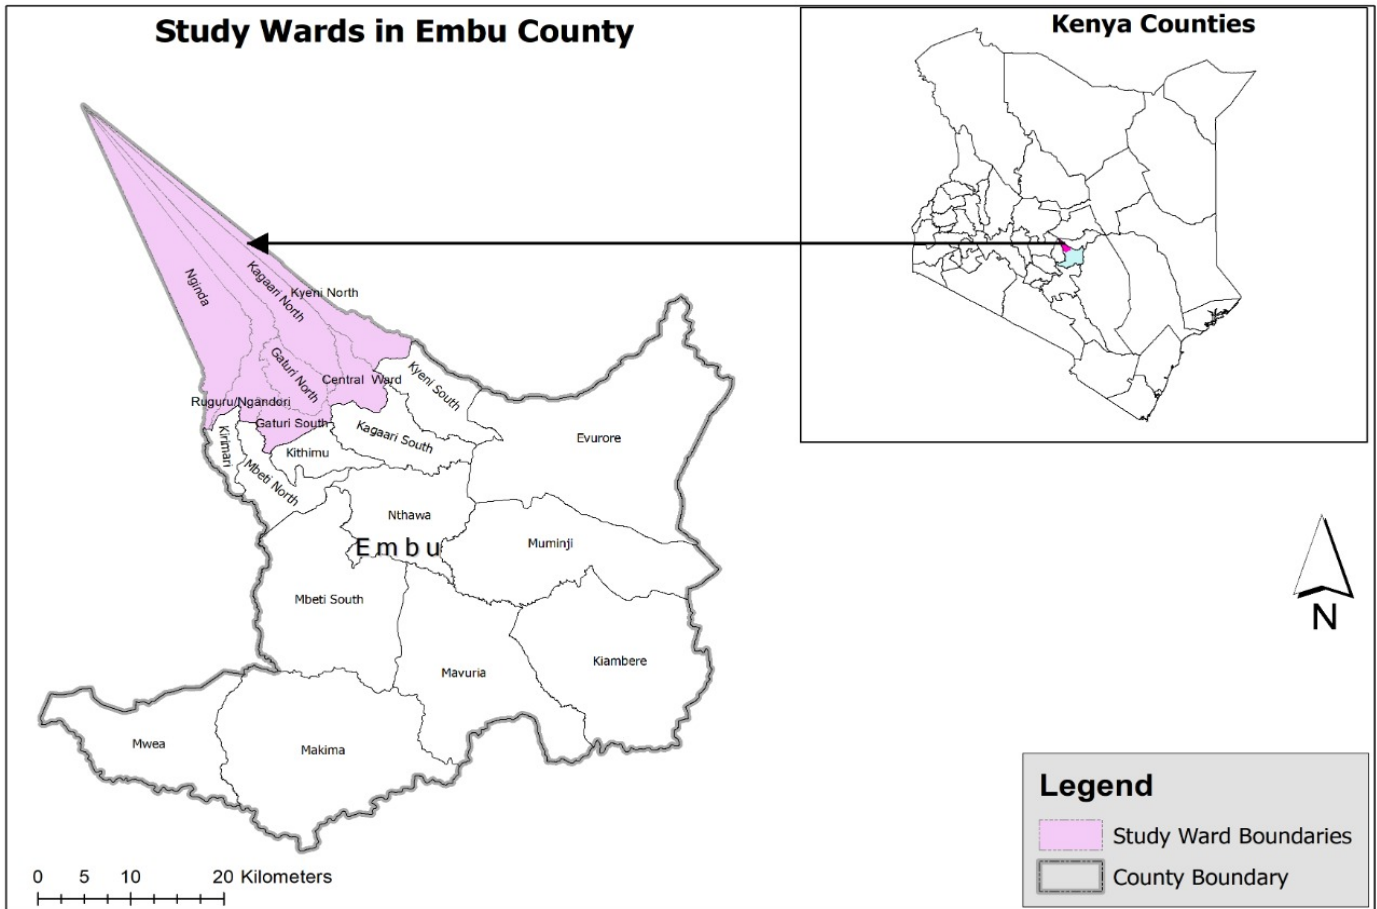 Study Wards in Embu County
Kenya Counties
Nginda
Kagaari North
Kyeni North
Gaturi North
Central Ward
Kyeni South
Ruguru/Ngandori
Gaturi South
Kagaari South
Evurore
Kirimari
Kithimu
Mbeti North
Nthawa
Embu
Muminji
Mbeti South
Mavuria
Kiambere
Mwea
Makima
N
Legend
Study Ward Boundaries
County Boundary
0 5 10 20 Kilometers